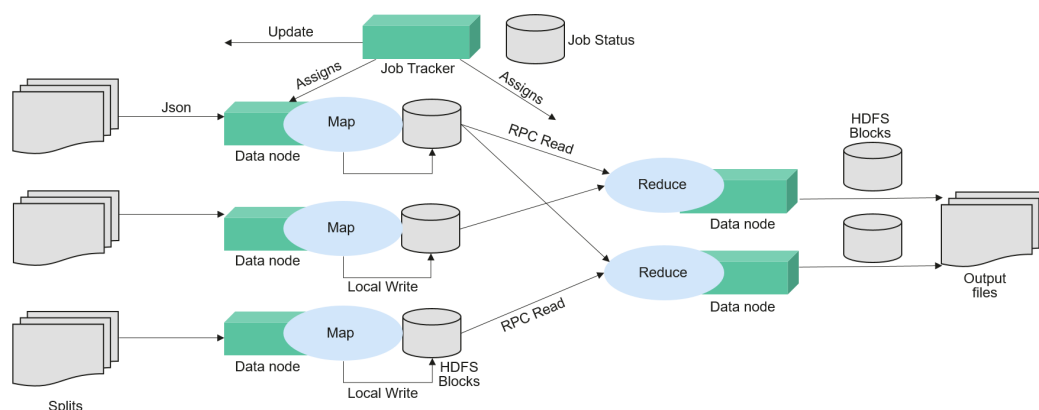 Update
Job Status
Job Tracker
Assigns
Assigns
Json
Map
Data node
RPC Read
HDFS
Blocks
Reduce
Data node
Map
Data node
Local Write
Reduce
Data node
Output
files
RPC Read
Map
Data node
HDFS
Blocks
Local Write
Splits